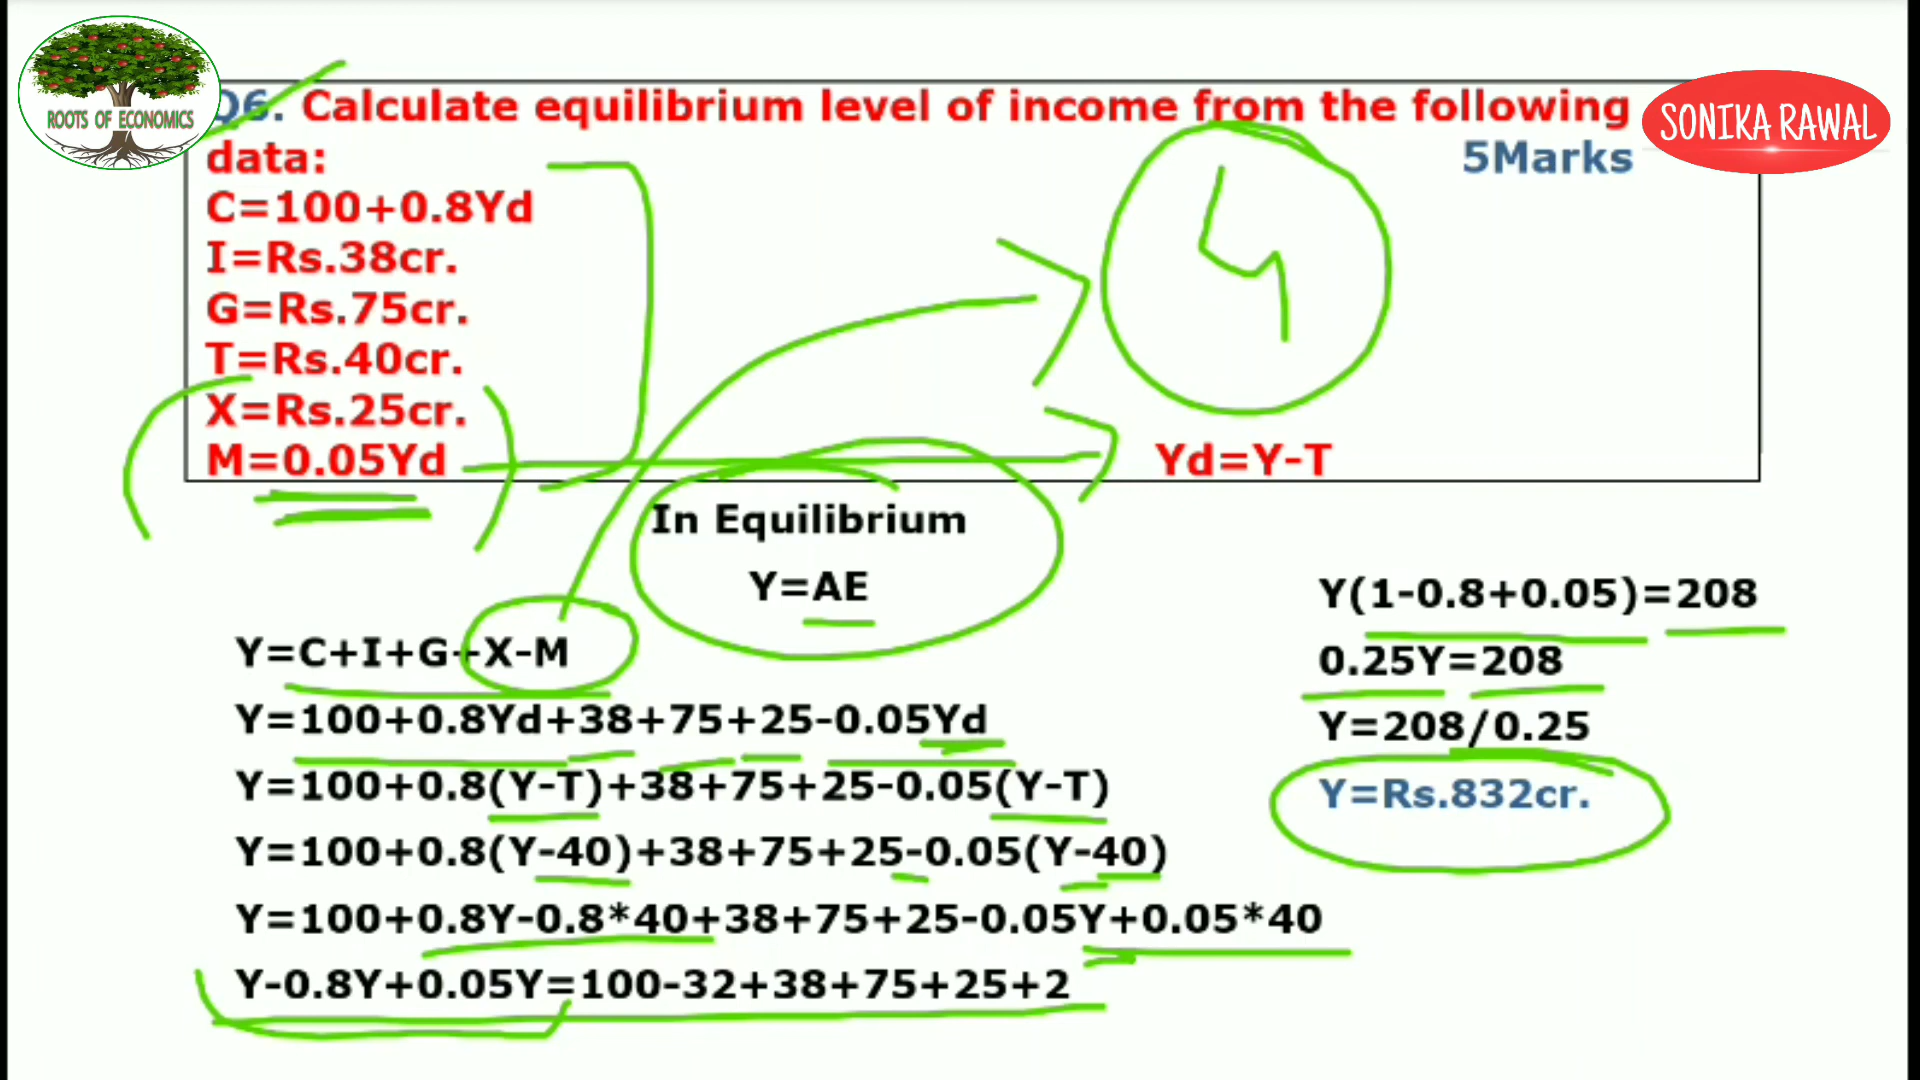 ROOTS OF ECONOMICS
SONIKA RAWAL
Q6. Calculate equilibrium level of income from the following
data: 5Marks
C=100+0.8Yd
I=Rs.38cr.
G=Rs.75cr.
T=Rs.40cr.
X=Rs.25cr.
M=0.05Yd Yd=Y-T
4
In Equilibrium
Y=AE
Y=C+I+G+X-M
Y=100+0.8Yd+38+75+25-0.05Yd
Y=100+0.8(Y-T)+38+75+25-0.05(Y-T)
Y=100+0.8(Y-40)+38+75+25-0.05(Y-40)
Y=100+0.8Y-0.8*40+38+75+25-0.05Y+0.05*40
Y-0.8Y+0.05Y=100-32+38+75+25+2
Y(1-0.8+0.05)=208
0.25Y=208
Y=208/0.25
Y=Rs.832cr.